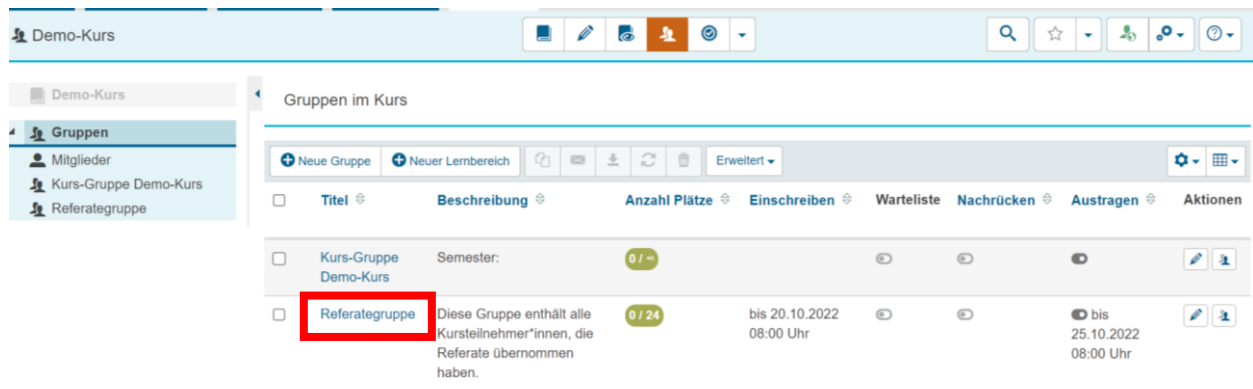 Demo-Kurs
Demo-Kurs
Gruppen
Mitglieder
Kurs-Gruppe Demo-Kurs
Referategruppe
Gruppen im Kurs
Neue Gruppe Neuer Lernbereich Erweitert
Titel Beschreibung Anzahl Plätze Einschreiben Warteliste Nachrücken Austragen Aktionen
Kurs-Gruppe Semester: 0 / ∞
Demo-Kurs
Referategruppe Diese Gruppe enthält alle 0 / 24 bis 20.10.2022 bis
Kursteilnehmer*innen, die 08:00 Uhr 25.10.2022
Referate übernommen 08:00 Uhr
haben.